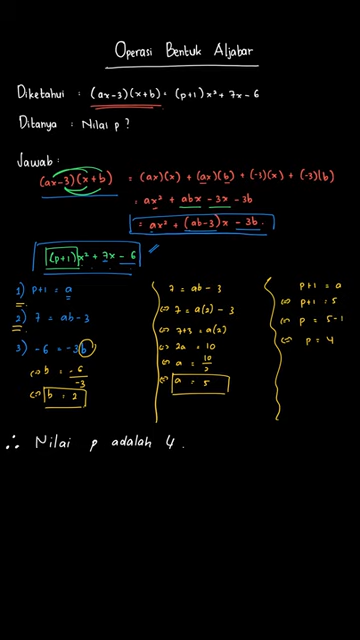 Operasi Bentuk Aljabar
Diketahui : (ax-3)(x+b) = (p+1)x² + 7x - 6
Ditanya : Nilai p ?
Jawab :
(ax-3)(x+b) = (ax)(x) + (ax)(b) + (-3)(x) + (-3)(b)
= ax² + abx - 3x - 3b
= ax² + (ab-3)x - 3b
(p+1)x² + 7x - 6
1) p+1 = a
2) 7 = ab - 3
3) -6 = -3b
⇔ b = -6/-3
⇔ b = 2
7 = ab - 3
⇔ 7 = a(2) - 3
⇔ 7+3 = a(2)
⇔ 2a = 10
⇔ a = 10/2
⇔ a = 5
p+1 = a
⇔ p+1 = 5
⇔ p = 5-1
⇔ p = 4
∴ Nilai p adalah 4.